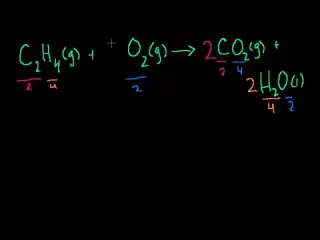 C₂H₄(g) + O₂(g) → 2CO₂(g) +
2 4 2 2 4
2H₂O(l)
4 2